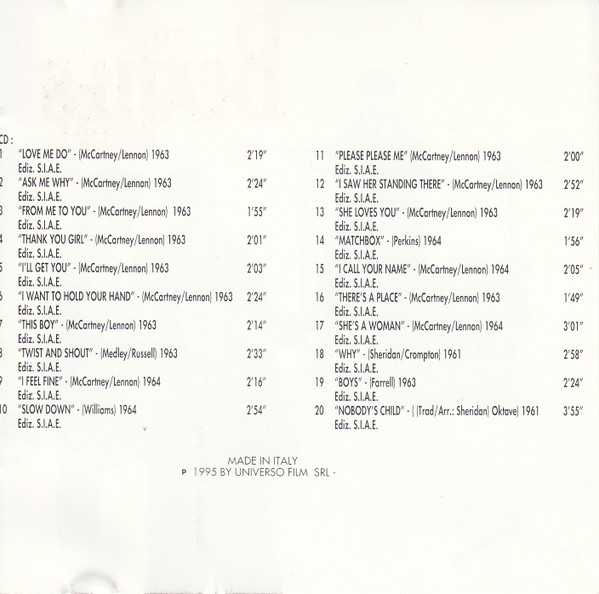 CD :
1 "LOVE ME DO" - (McCartney/Lennon) 1963 2'19"
Ediz. S.I.A.E.
2 "ASK ME WHY" - (McCartney/Lennon) 1963 2'24"
Ediz. S.I.A.E.
3 "FROM ME TO YOU" - (McCartney/Lennon) 1963 1'55"
Ediz. S.I.A.E.
4 "THANK YOU GIRL" - (McCartney/Lennon) 1963 2'01"
Ediz. S.I.A.E.
5 "I'LL GET YOU" - (McCartney/Lennon) 1963 2'03"
Ediz. S.I.A.E.
6 "I WANT TO HOLD YOUR HAND" - (McCartney/Lennon) 1963 2'24"
Ediz. S.I.A.E.
7 "THIS BOY" - (McCartney/Lennon) 1963 2'14"
Ediz. S.I.A.E.
8 "TWIST AND SHOUT" - (Medley/Russell) 1963 2'33"
Ediz. S.I.A.E.
9 "I FEEL FINE" - (McCartney/Lennon) 1964 2'16"
Ediz. S.I.A.E.
10 "SLOW DOWN" - (Williams) 1964 2'54"
Ediz. S.I.A.E.
11 "PLEASE PLEASE ME" (McCartney/Lennon) 1963 2'00"
Ediz. S.I.A.E.
12 "I SAW HER STANDING THERE" - (McCartney/Lennon) 1963 2'52"
Ediz. S.I.A.E.
13 "SHE LOVES YOU" - (McCartney/Lennon) 1963 2'19"
Ediz. S.I.A.E.
14 "MATCHBOX" - (Perkins) 1964 1'56"
Ediz. S.I.A.E.
15 "I CALL YOUR NAME" - (McCartney/Lennon) 1964 2'05"
Ediz. S.I.A.E.
16 "THERE'S A PLACE" - (McCartney/Lennon) 1963 1'49"
Ediz. S.I.A.E.
17 "SHE'S A WOMAN" - (McCartney/Lennon) 1964 3'01"
Ediz. S.I.A.E.
18 "WHY" - (Sheridan/Crompton) 1961 2'58"
Ediz. S.I.A.E.
19 "BOYS" - (Farrell) 1963 2'24"
Ediz. S.I.A.E.
20 "NOBODY'S CHILD" - ( (Trad/Arr.: Sheridan) Oktave) 1961 3'55"
Ediz. S.I.A.E.
MADE IN ITALY
P 1995 BY UNIVERSO FILM SRL -